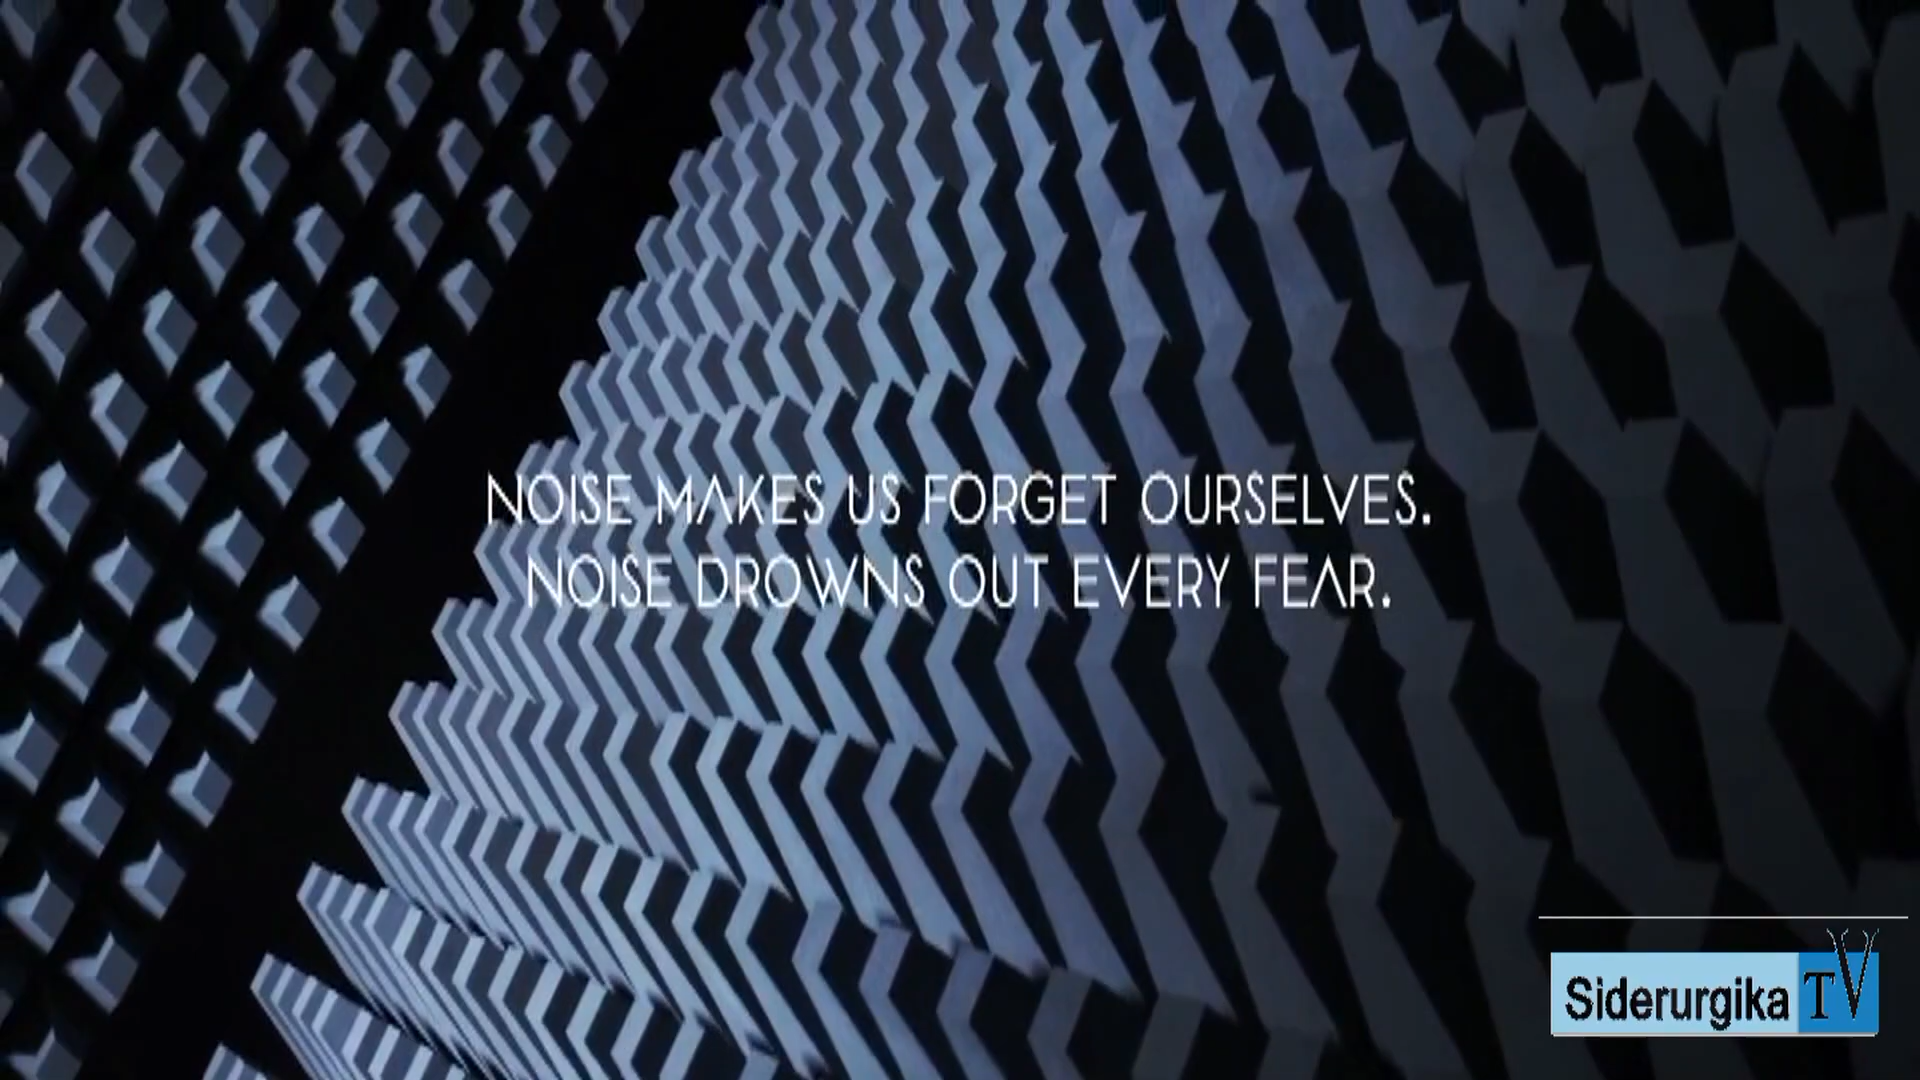 NOISE MAKES US FORGET OURSELVES.
NOISE DROWNS OUT EVERY FEAR.
Siderurgika TV